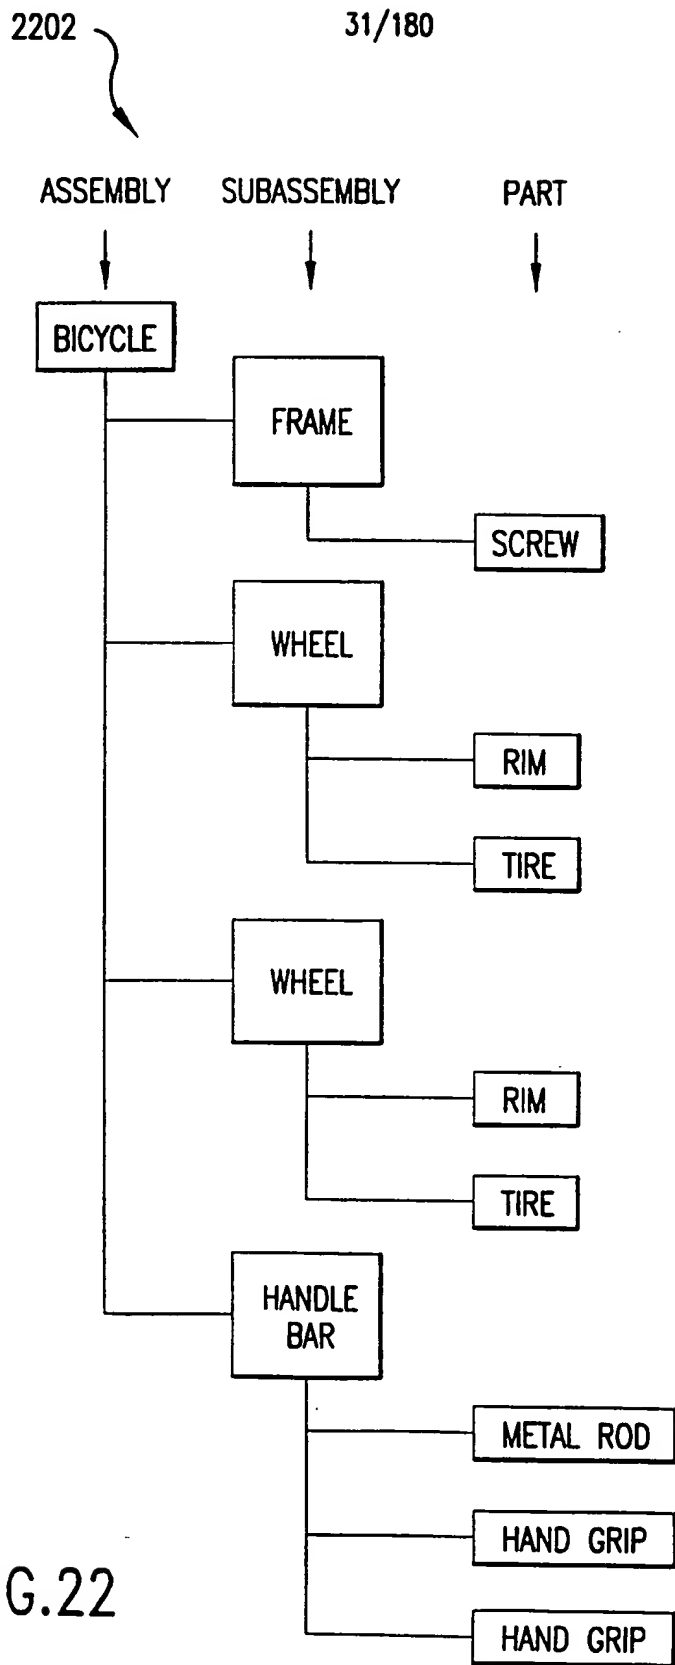 2202
31/180
ASSEMBLY SUBASSEMBLY PART
BICYCLE
FRAME
SCREW
WHEEL
RIM
TIRE
WHEEL
RIM
TIRE
HANDLE
BAR
METAL ROD
HAND GRIP
HAND GRIP
G.22